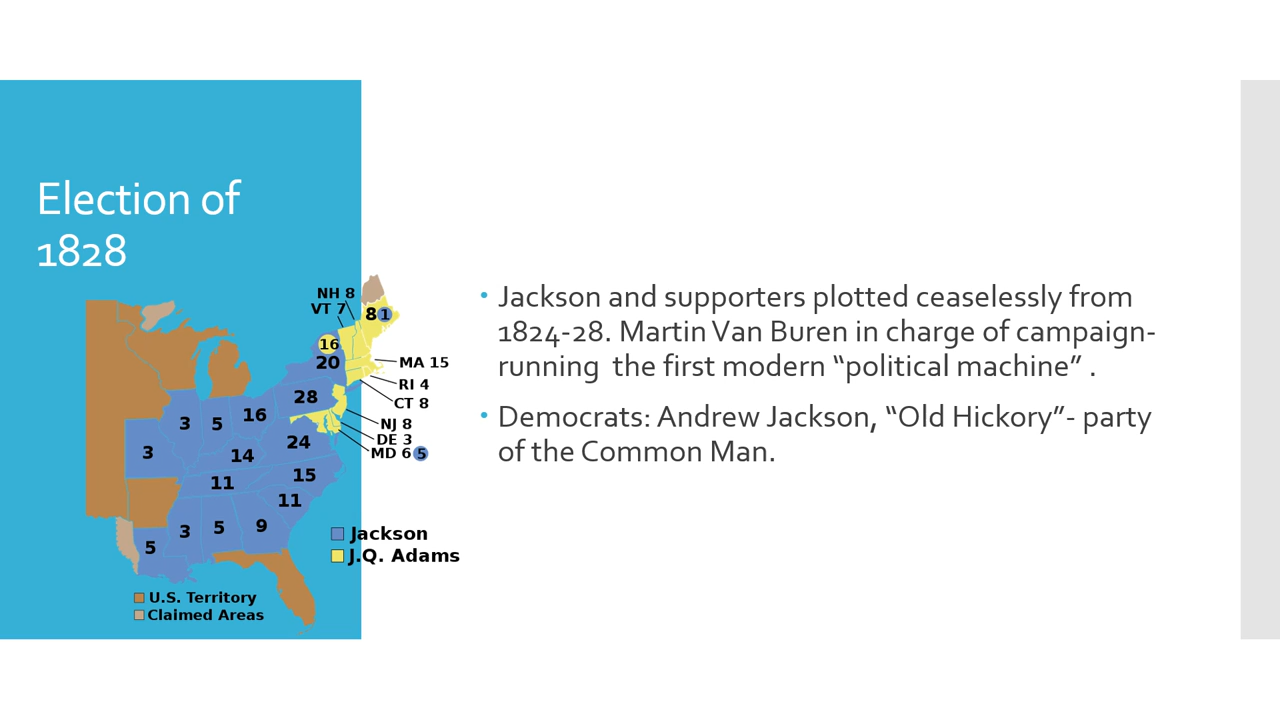 Election of
1828
NH 8
VT 7
8 1
16
20
MA 15
RI 4
CT 8
28
NJ 8
DE 3
MD 6 5
3
5
16
24
3
14
15
11
11
3
5
9
5
Jackson
J.Q. Adams
U.S. Territory
Claimed Areas
• Jackson and supporters plotted ceaselessly from
1824-28. Martin Van Buren in charge of campaign-
running the first modern “political machine” .
• Democrats: Andrew Jackson, “Old Hickory”- party
of the Common Man.